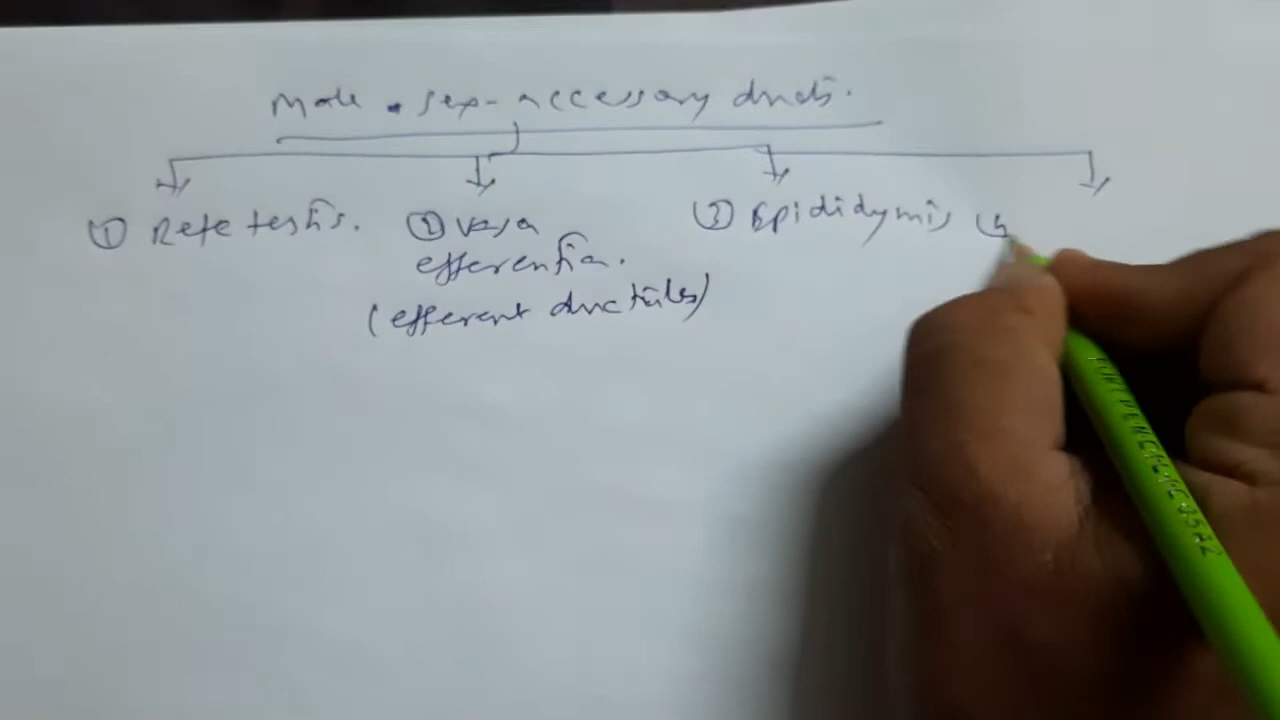 Male sex-accessory ducts.
① Rete testis. ② Vasa efferentia. (efferent ductules)
③ Epididymis